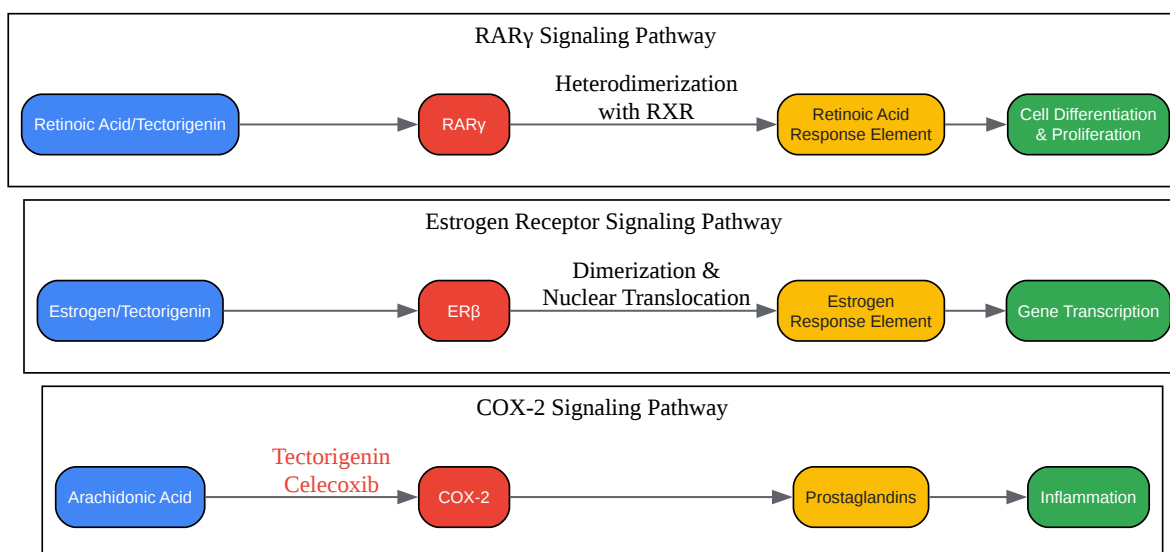 RARγ Signaling Pathway
Heterodimerization
with RXR
Retinoic Acid/Tectorigenin
RARγ
Retinoic Acid
Response Element
Cell Differentiation
& Proliferation
Estrogen Receptor Signaling Pathway
Dimerization &
Nuclear Translocation
Estrogen/Tectorigenin
ERβ
Estrogen
Response Element
Gene Transcription
COX-2 Signaling Pathway
Tectorigenin
Celecoxib
Arachidonic Acid
COX-2
Prostaglandins
Inflammation